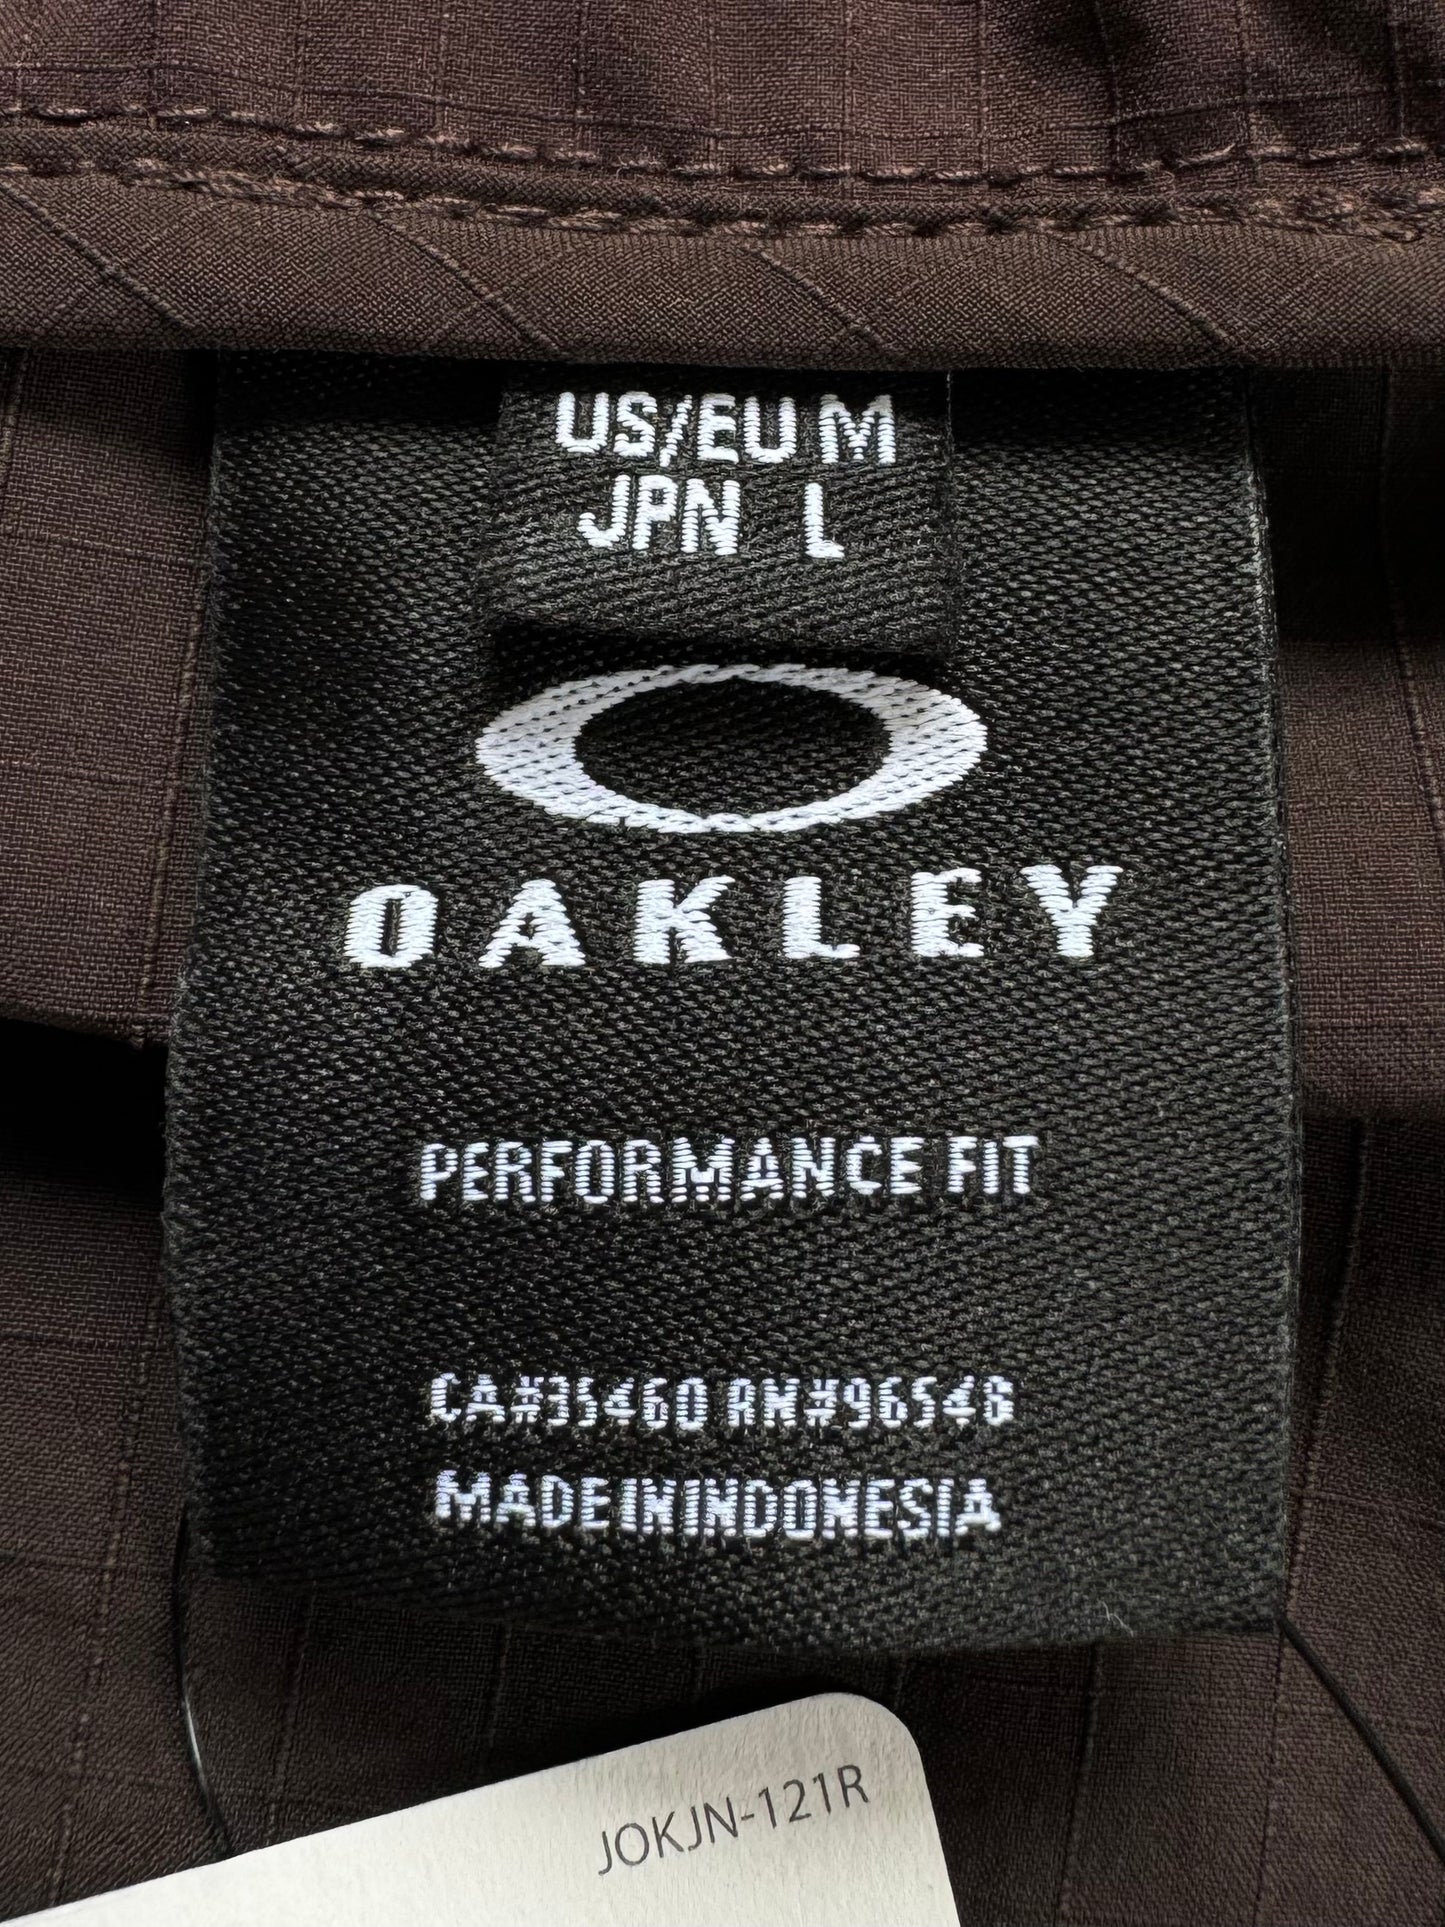 US/EU M
JPN L
OAKLEY
PERFORMANCE FIT
CA#35460 RN#96548
MADE IN INDONESIA
JOKJN-121R